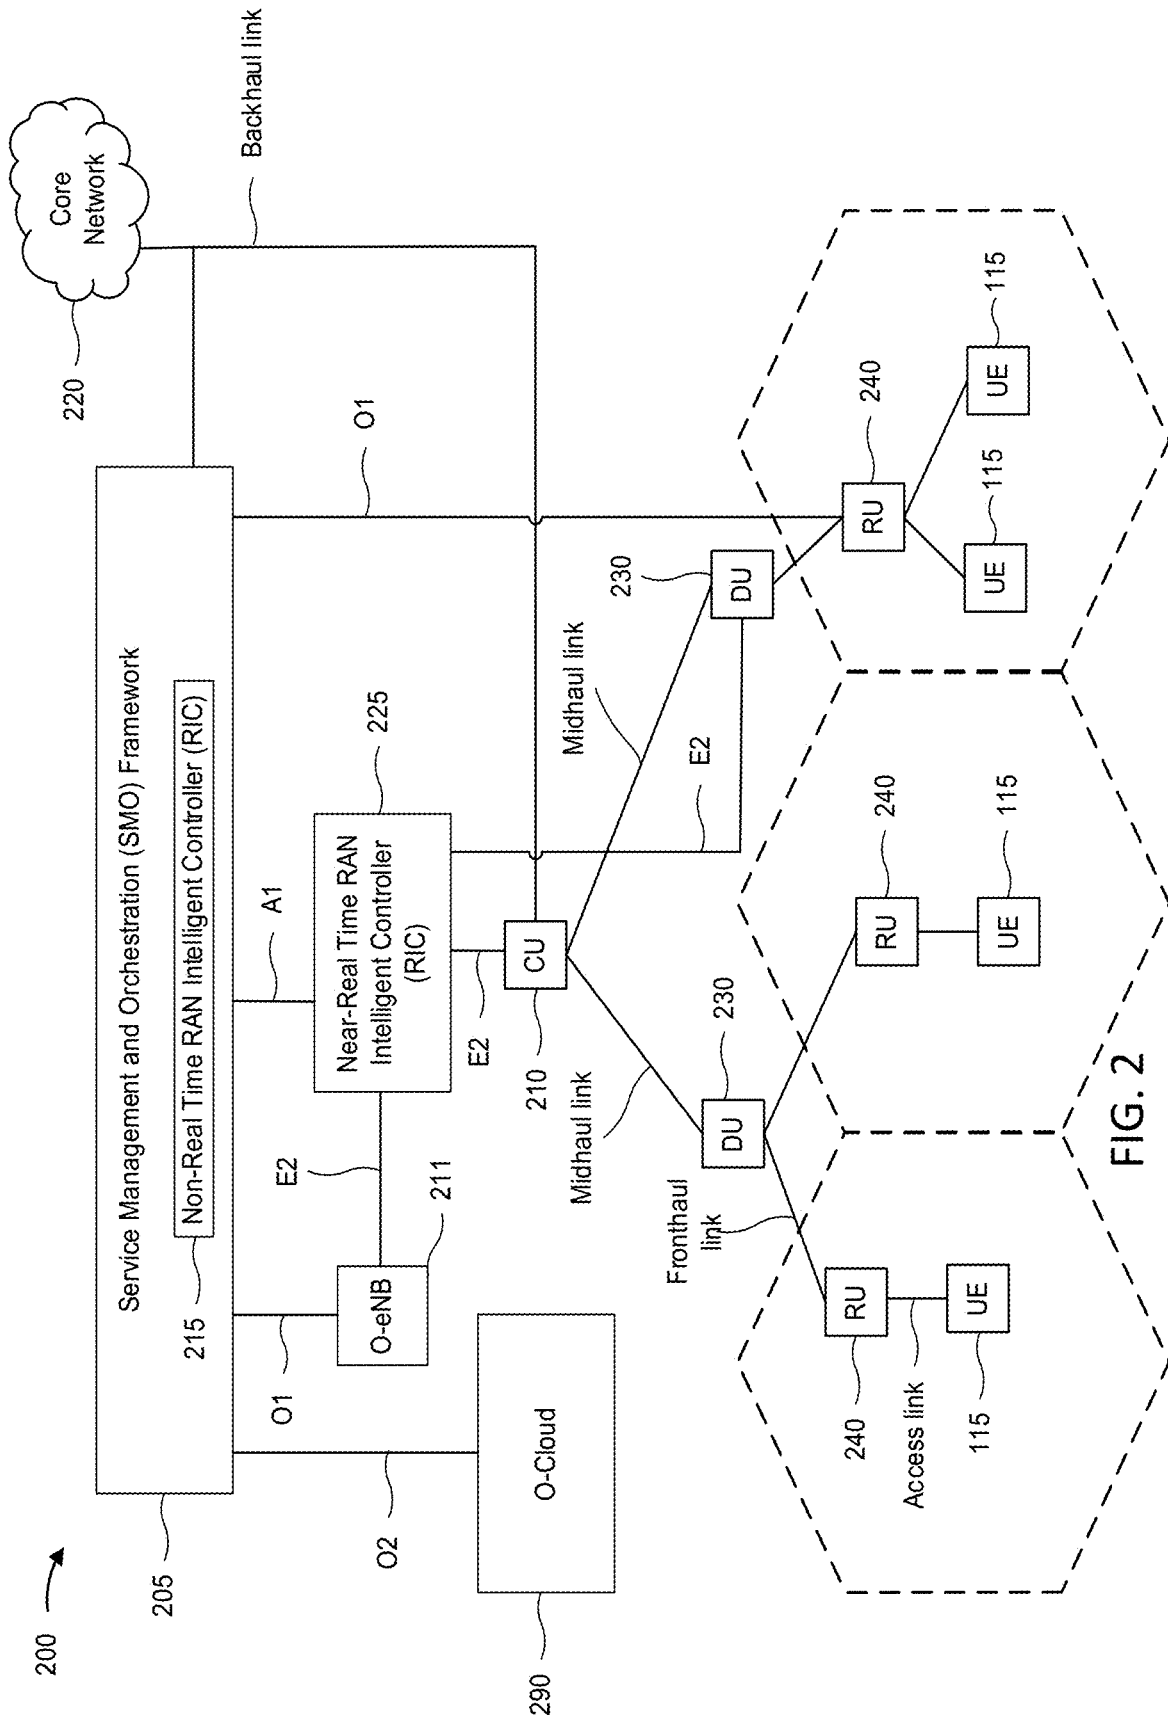 200
205
Service Management and Orchestration (SMO) Framework
215
Non-Real Time RAN Intelligent Controller (RIC)
220
Core
Network
Backhaul link
O2
O1
A1
O1
290
O-Cloud
O-eNB
211
E2
Near-Real Time RAN
Intelligent Controller
(RIC)
225
E2
210
CU
Midhaul link
Midhaul link
E2
DU
230
DU
230
Fronthaul
link
240
RU
Access link
115
UE
RU
240
UE
115
RU
240
UE
115
UE
115
FIG. 2